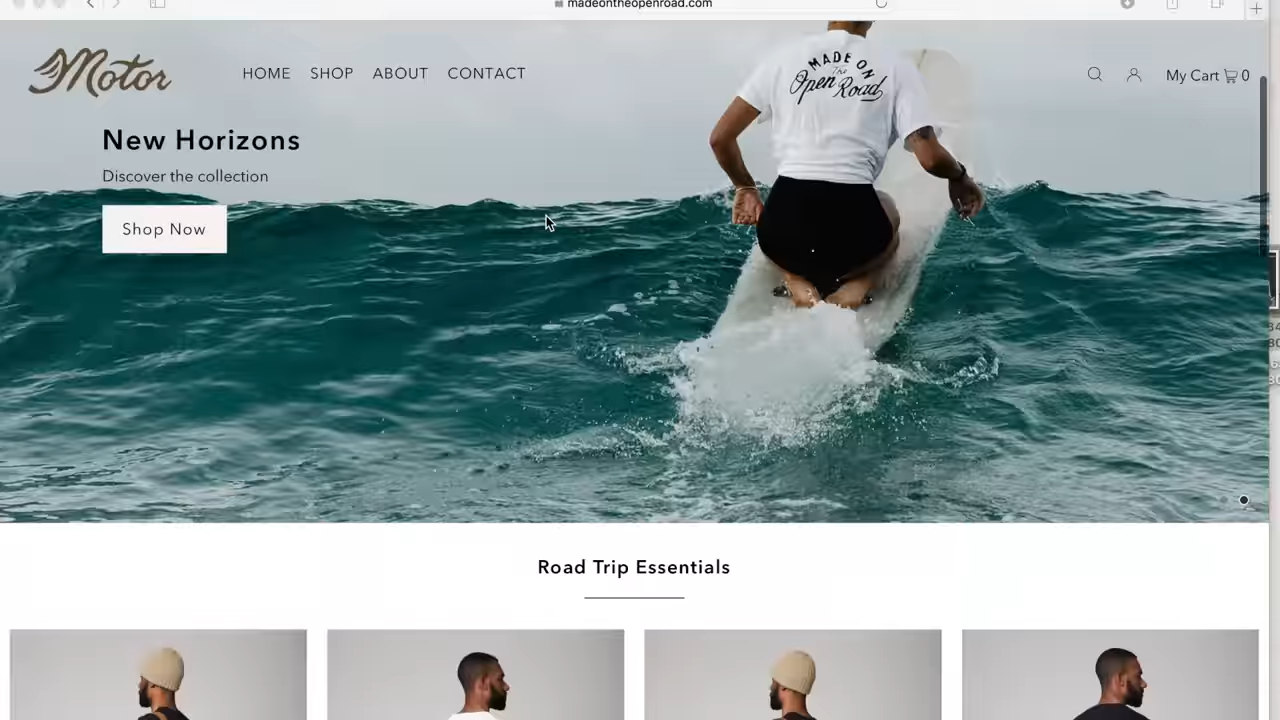 madeontheopenroad.com
Motor
HOME SHOP ABOUT CONTACT
My Cart 0
MADE ON
The
Open Road
New Horizons
Discover the collection
Shop Now
Road Trip Essentials